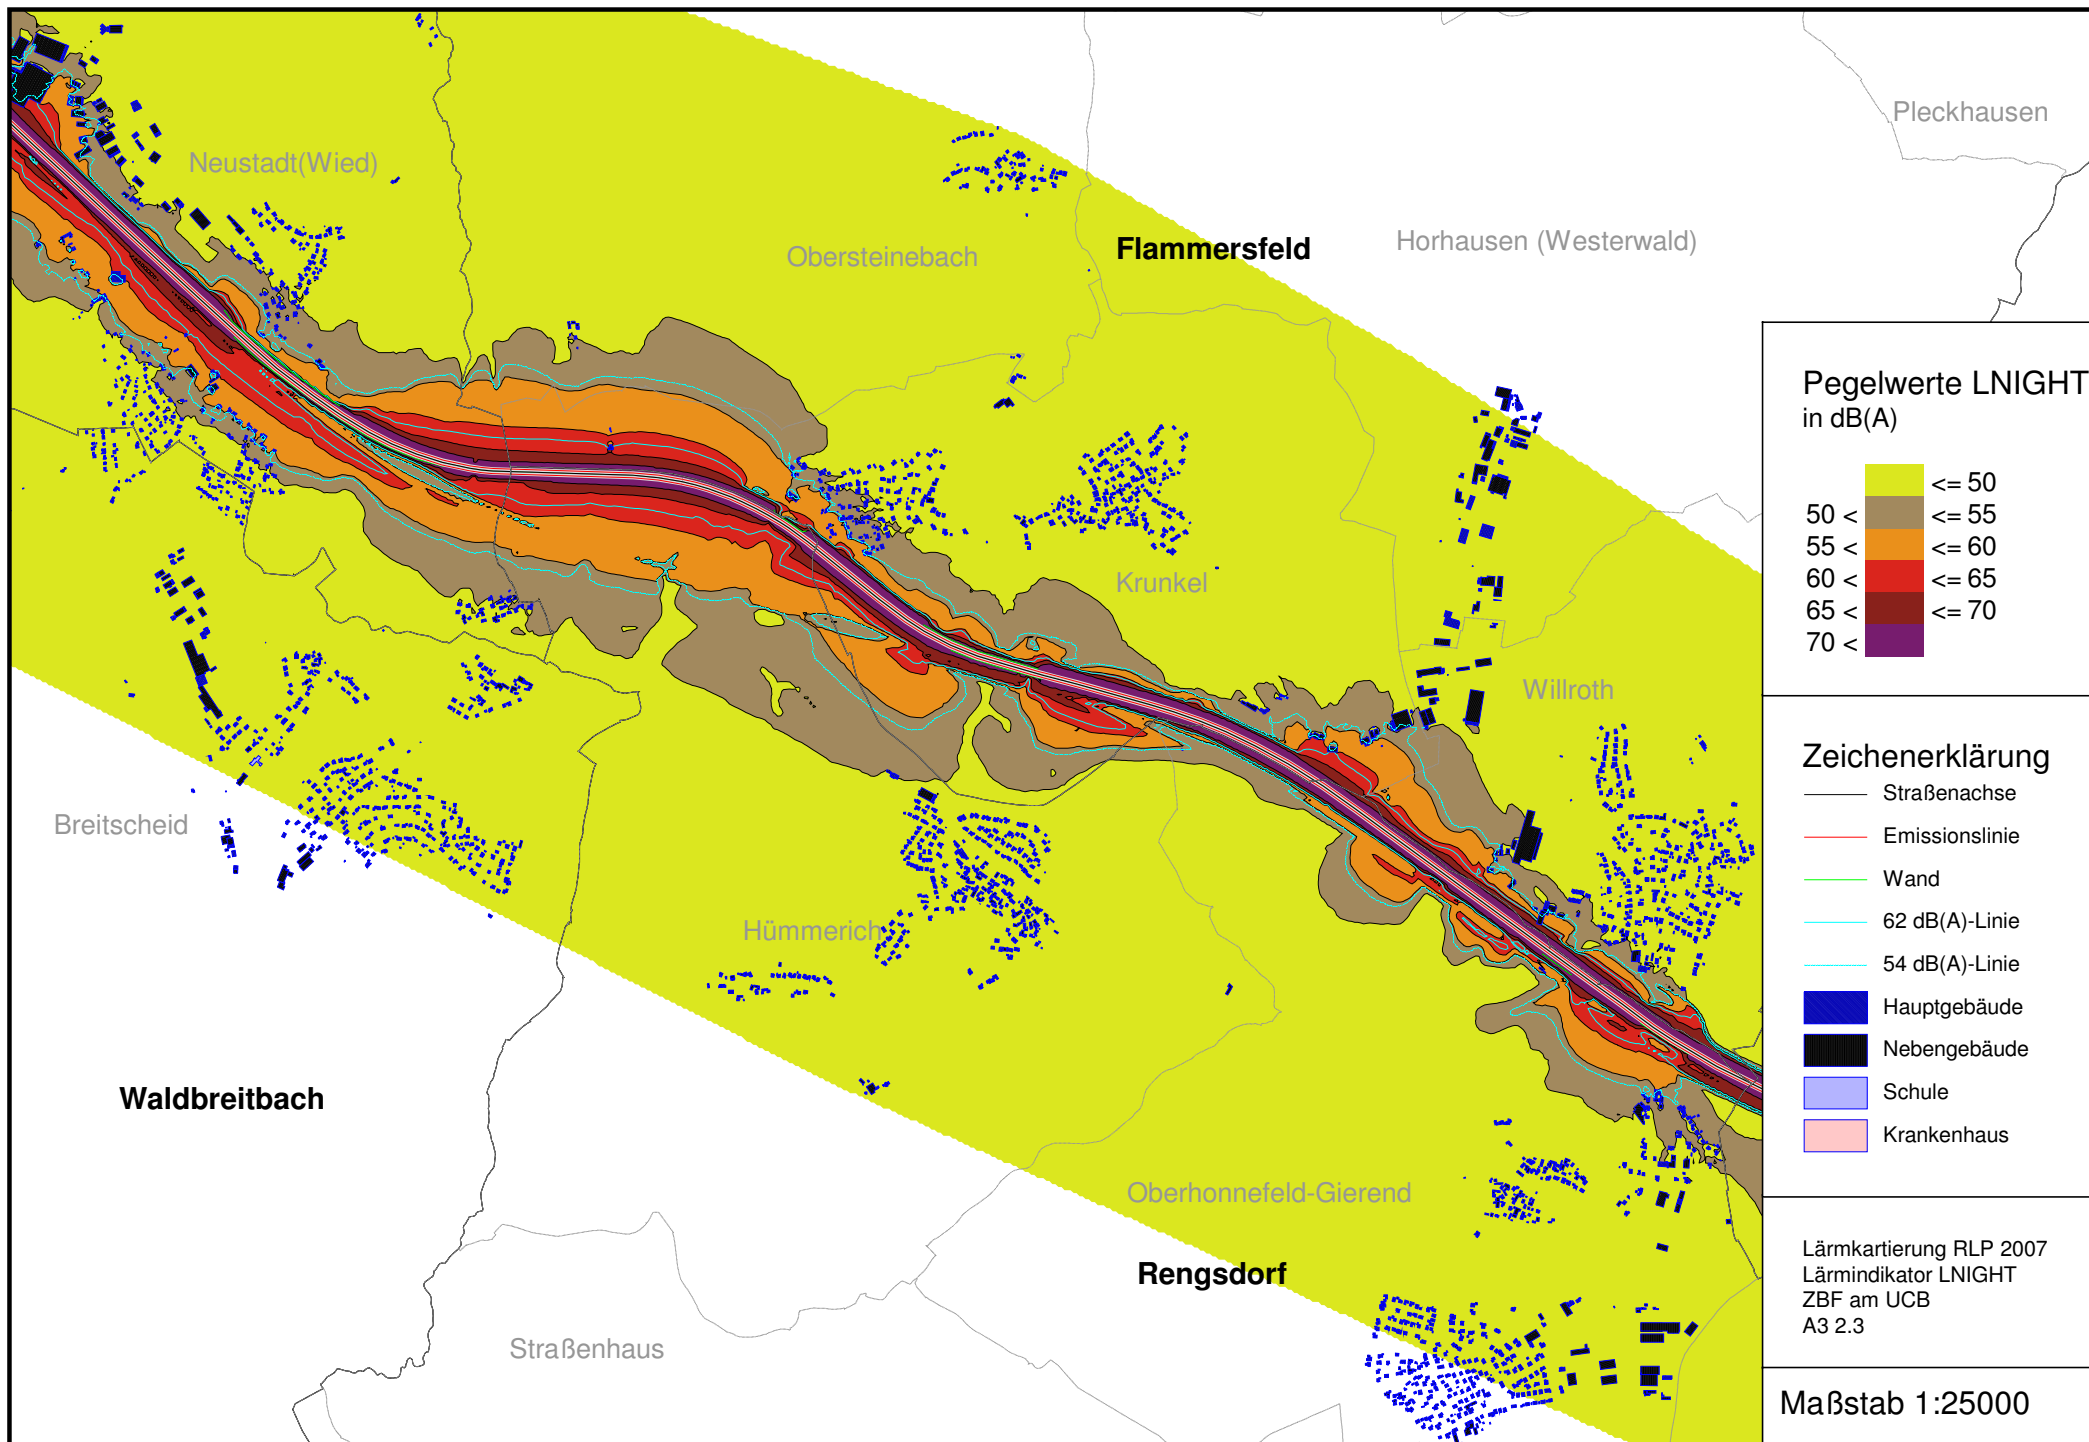 Pleckhausen
Neustadt(Wied)
Obersteinebach
Flammersfeld
Horhausen (Westerwald)
Krunkel
Willroth
Breitscheid
Hümmerich
Waldbreitbach
Oberhonnefeld-Gierend
Rengsdorf
Straßenhaus
Pegelwerte LNIGHT
in dB(A)
<= 50
50 < <= 55
55 < <= 60
60 < <= 65
65 < <= 70
70 <
Zeichenerklärung
Straßenachse
Emissionslinie
Wand
62 dB(A)-Linie
54 dB(A)-Linie
Hauptgebäude
Nebengebäude
Schule
Krankenhaus
Lärmkartierung RLP 2007
Lärmindikator LNIGHT
ZBF am UCB
A3 2.3
Maßstab 1:25000